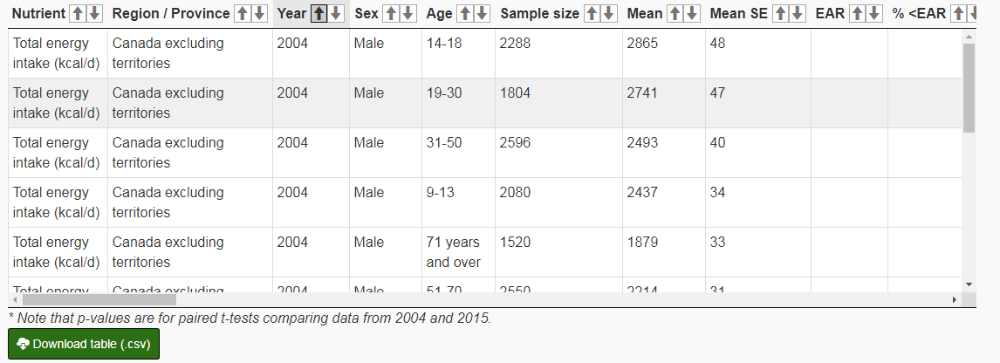 Nutrient Region / Province Year Sex Age Sample size Mean Mean SE EAR % <EAR
Total energy Canada excluding 2004 Male 14-18 2288 2865 48
intake (kcal/d) territories
Total energy Canada excluding 2004 Male 19-30 1804 2741 47
intake (kcal/d) territories
Total energy Canada excluding 2004 Male 31-50 2596 2493 40
intake (kcal/d) territories
Total energy Canada excluding 2004 Male 9-13 2080 2437 34
intake (kcal/d) territories
Total energy Canada excluding 2004 Male 71 years 1520 1879 33
intake (kcal/d) territories and over
Total energy Canada excluding 2004 Male 51-70 2550 2214 31
* Note that p-values are for paired t-tests comparing data from 2004 and 2015.
Download table (.csv)